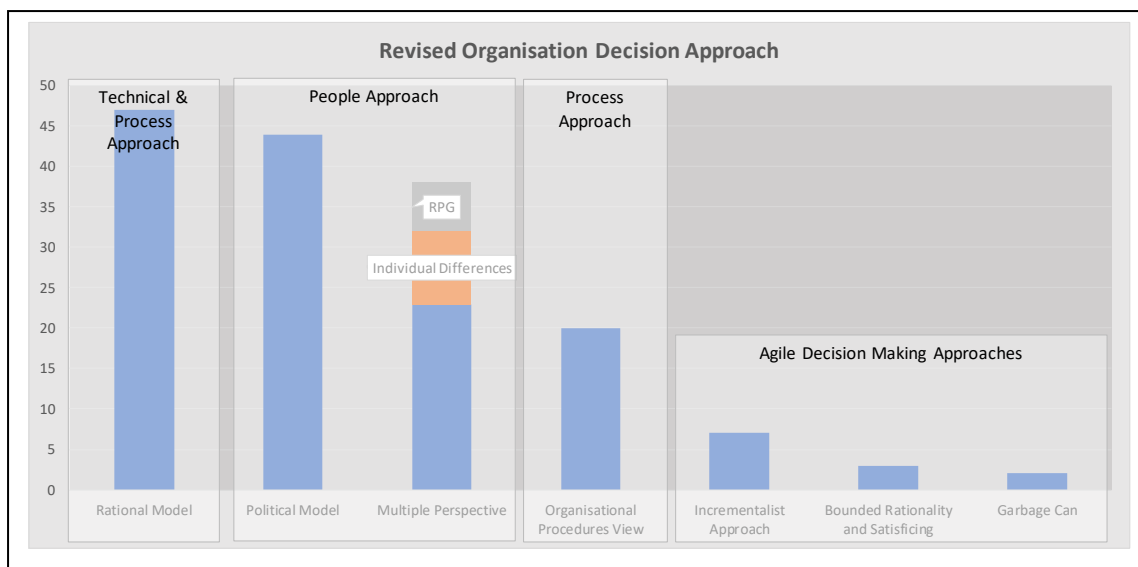 Revised Organisation Decision Approach
Technical &
Process
Approach
People Approach
Process
Approach
50
45
40
35
30
25
20
15
10
5
0
RPG
Individual Differences
Agile Decision Making Approaches
Rational Model
Political Model
Multiple Perspective
Organisational
Procedures View
Incrementalist
Approach
Bounded Rationality
and Satisficing
Garbage Can